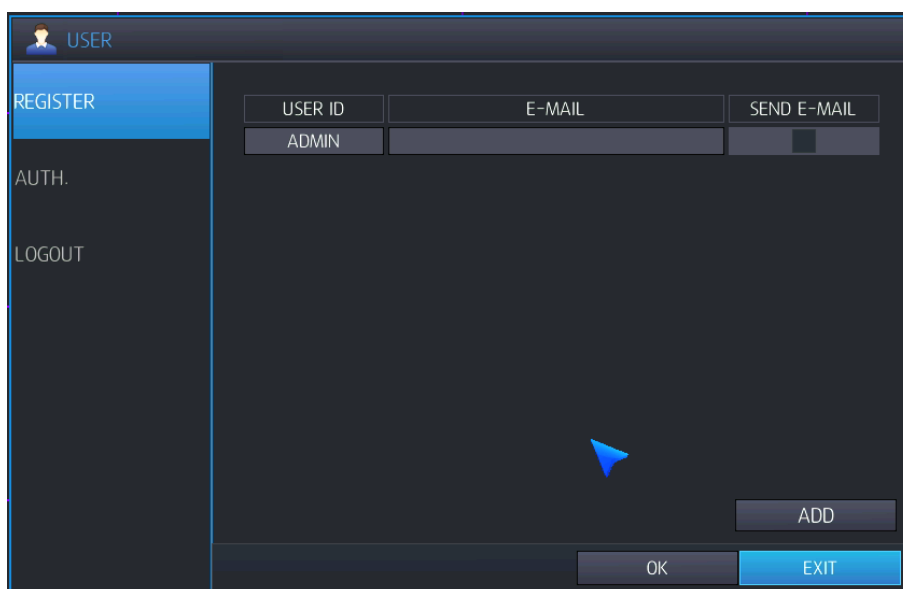 USER
REGISTER
AUTH.
LOGOUT
USER ID E-MAIL SEND E-MAIL
ADMIN
ADD
OK EXIT